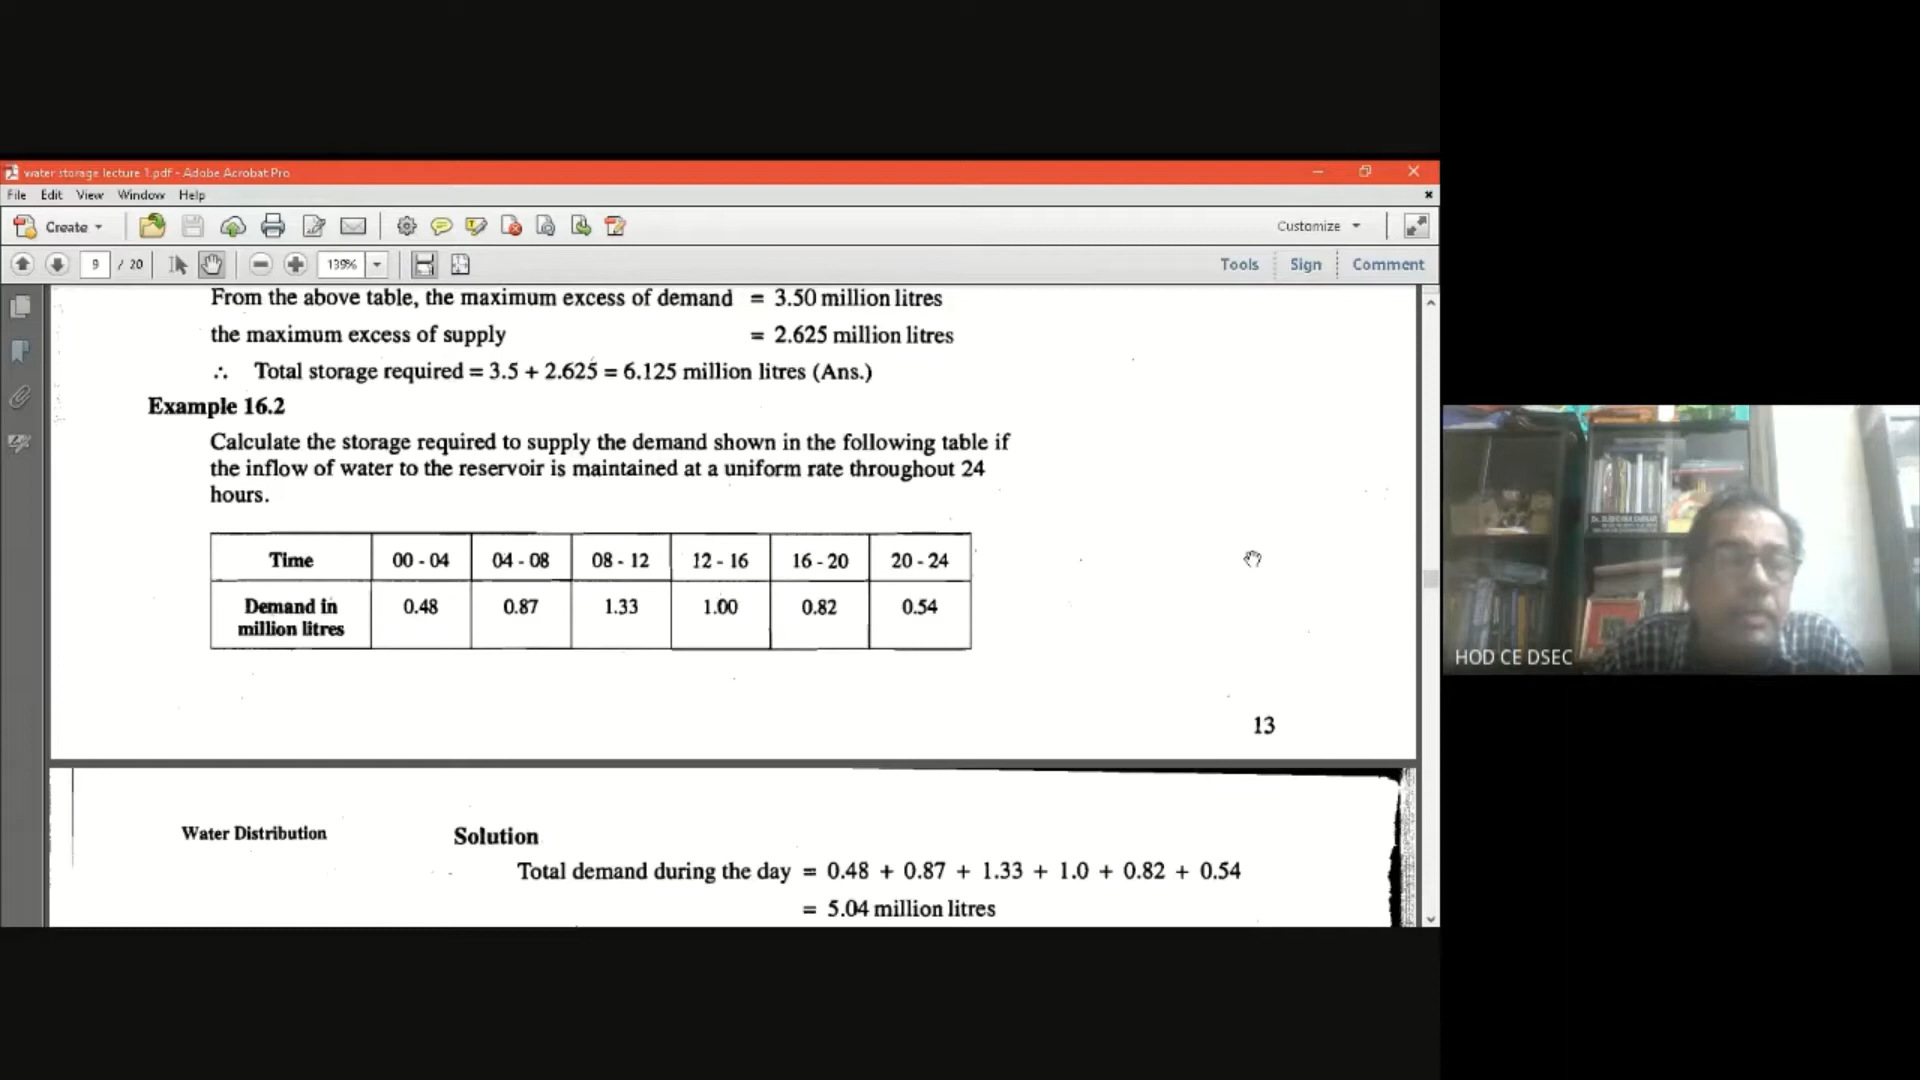 water storage lecture 1.pdf - Adobe Acrobat Pro
File Edit View Window Help
Create
Customize
9 / 20
139%
Tools Sign Comment
From the above table, the maximum excess of demand = 3.50 million litres
the maximum excess of supply = 2.625 million litres
∴ Total storage required = 3.5 + 2.625 = 6.125 million litres (Ans.)
Example 16.2
Calculate the storage required to supply the demand shown in the following table if
the inflow of water to the reservoir is maintained at a uniform rate throughout 24
hours.
Time 00 - 04 04 - 08 08 - 12 12 - 16 16 - 20 20 - 24
Demand in 0.48 0.87 1.33 1.00 0.82 0.54
million litres
13
Water Distribution Solution
Total demand during the day = 0.48 + 0.87 + 1.33 + 1.0 + 0.82 + 0.54
= 5.04 million litres
HOD CE DSEC